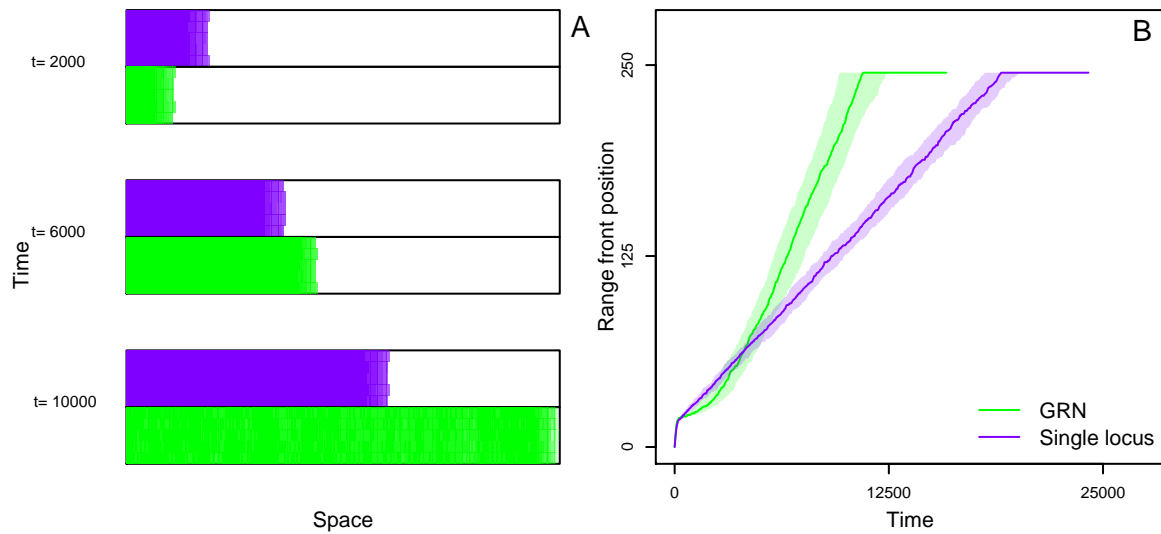 A
t= 2000
t= 6000
t= 10000
Time
Space
B
250
125
0
Range front position
GRN
Single locus
0
12500
25000
Time